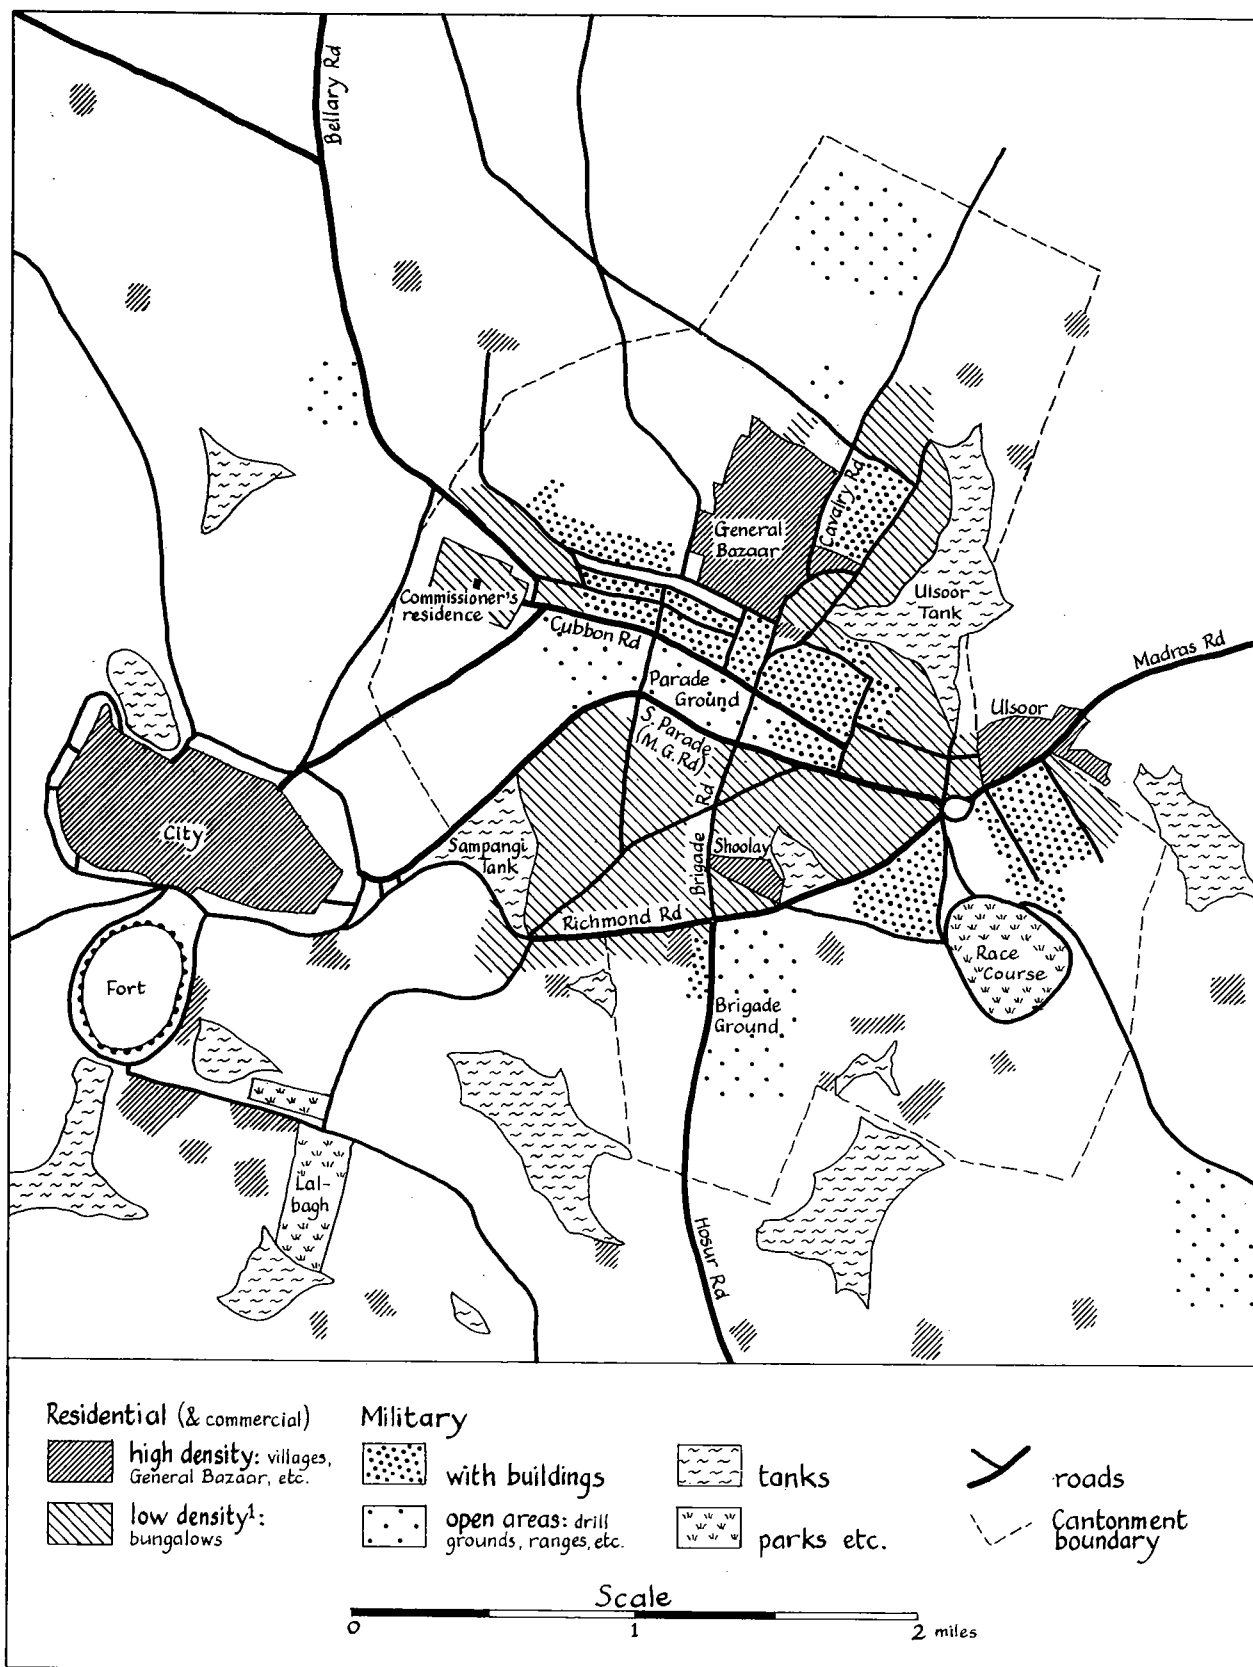 Bellary Rd
General
Bazaar
Cavalry Rd
Commissioner's
residence
Ulsoor
Tank
Cubbon Rd
Madras Rd
Parade
Ground
Ulsoor
S. Parade
(M.G. Rd)
City
Sampangi
Tank
Brigade Rd
Shoolay
Richmond Rd
Fort
Race
Course
Brigade
Ground
Lal-
bagh
Hosur Rd
Residential (& commercial)
high density: villages,
General Bazaar, etc.
low density1:
bungalows
Military
with buildings
open areas: drill
grounds, ranges, etc.
tanks
parks etc.
roads
Cantonment
boundary
Scale
0 1 2 miles